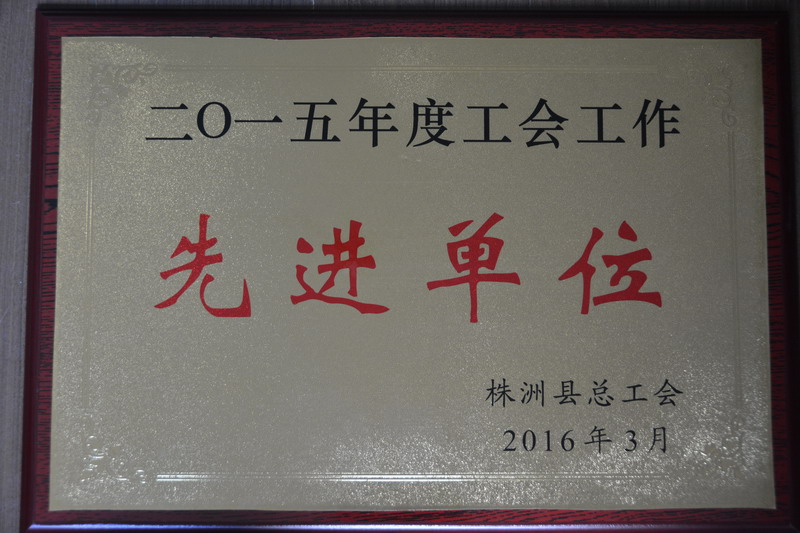 二〇一五年度工会工作
先进单位
株洲县总工会
2016年3月